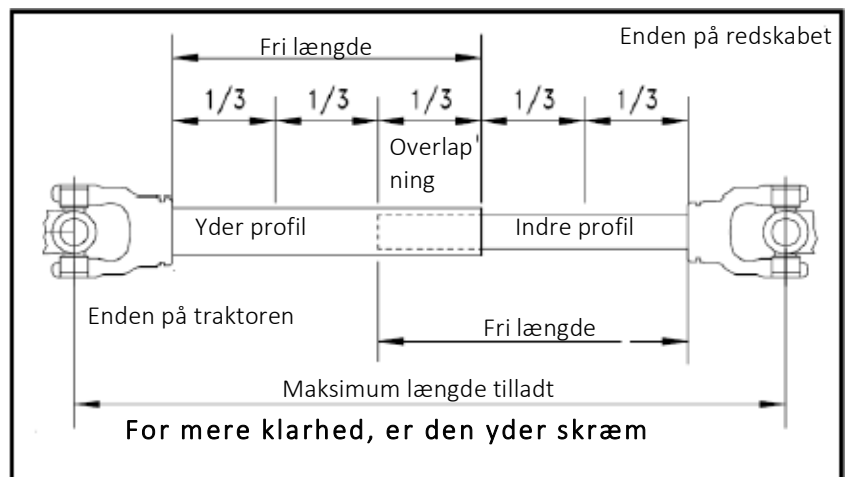 Fri længde
Enden på redskabet
1/3 1/3 1/3 1/3 1/3
Overlap'
ning
Yder profil
Indre profil
Enden på traktoren
Fri længde
Maksimum længde tilladt
For mere klarhed, er den yder skræm